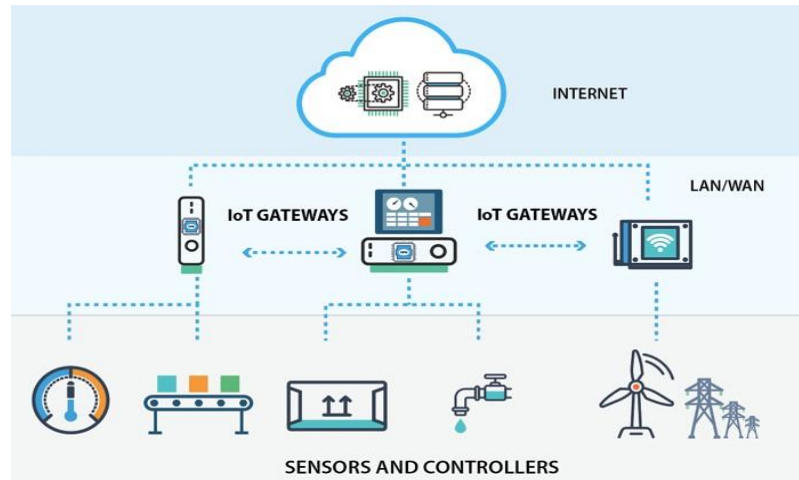 INTERNET
LAN/WAN
IoT GATEWAYS
IoT GATEWAYS
SENSORS AND CONTROLLERS